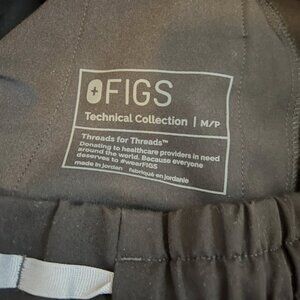 FIGS
Technical Collection | M/P
Threads for Threads™
Donating to healthcare providers in need
around the world. Because everyone
deserves to #wearFIGS
made in jordan fabriqué en jordanie